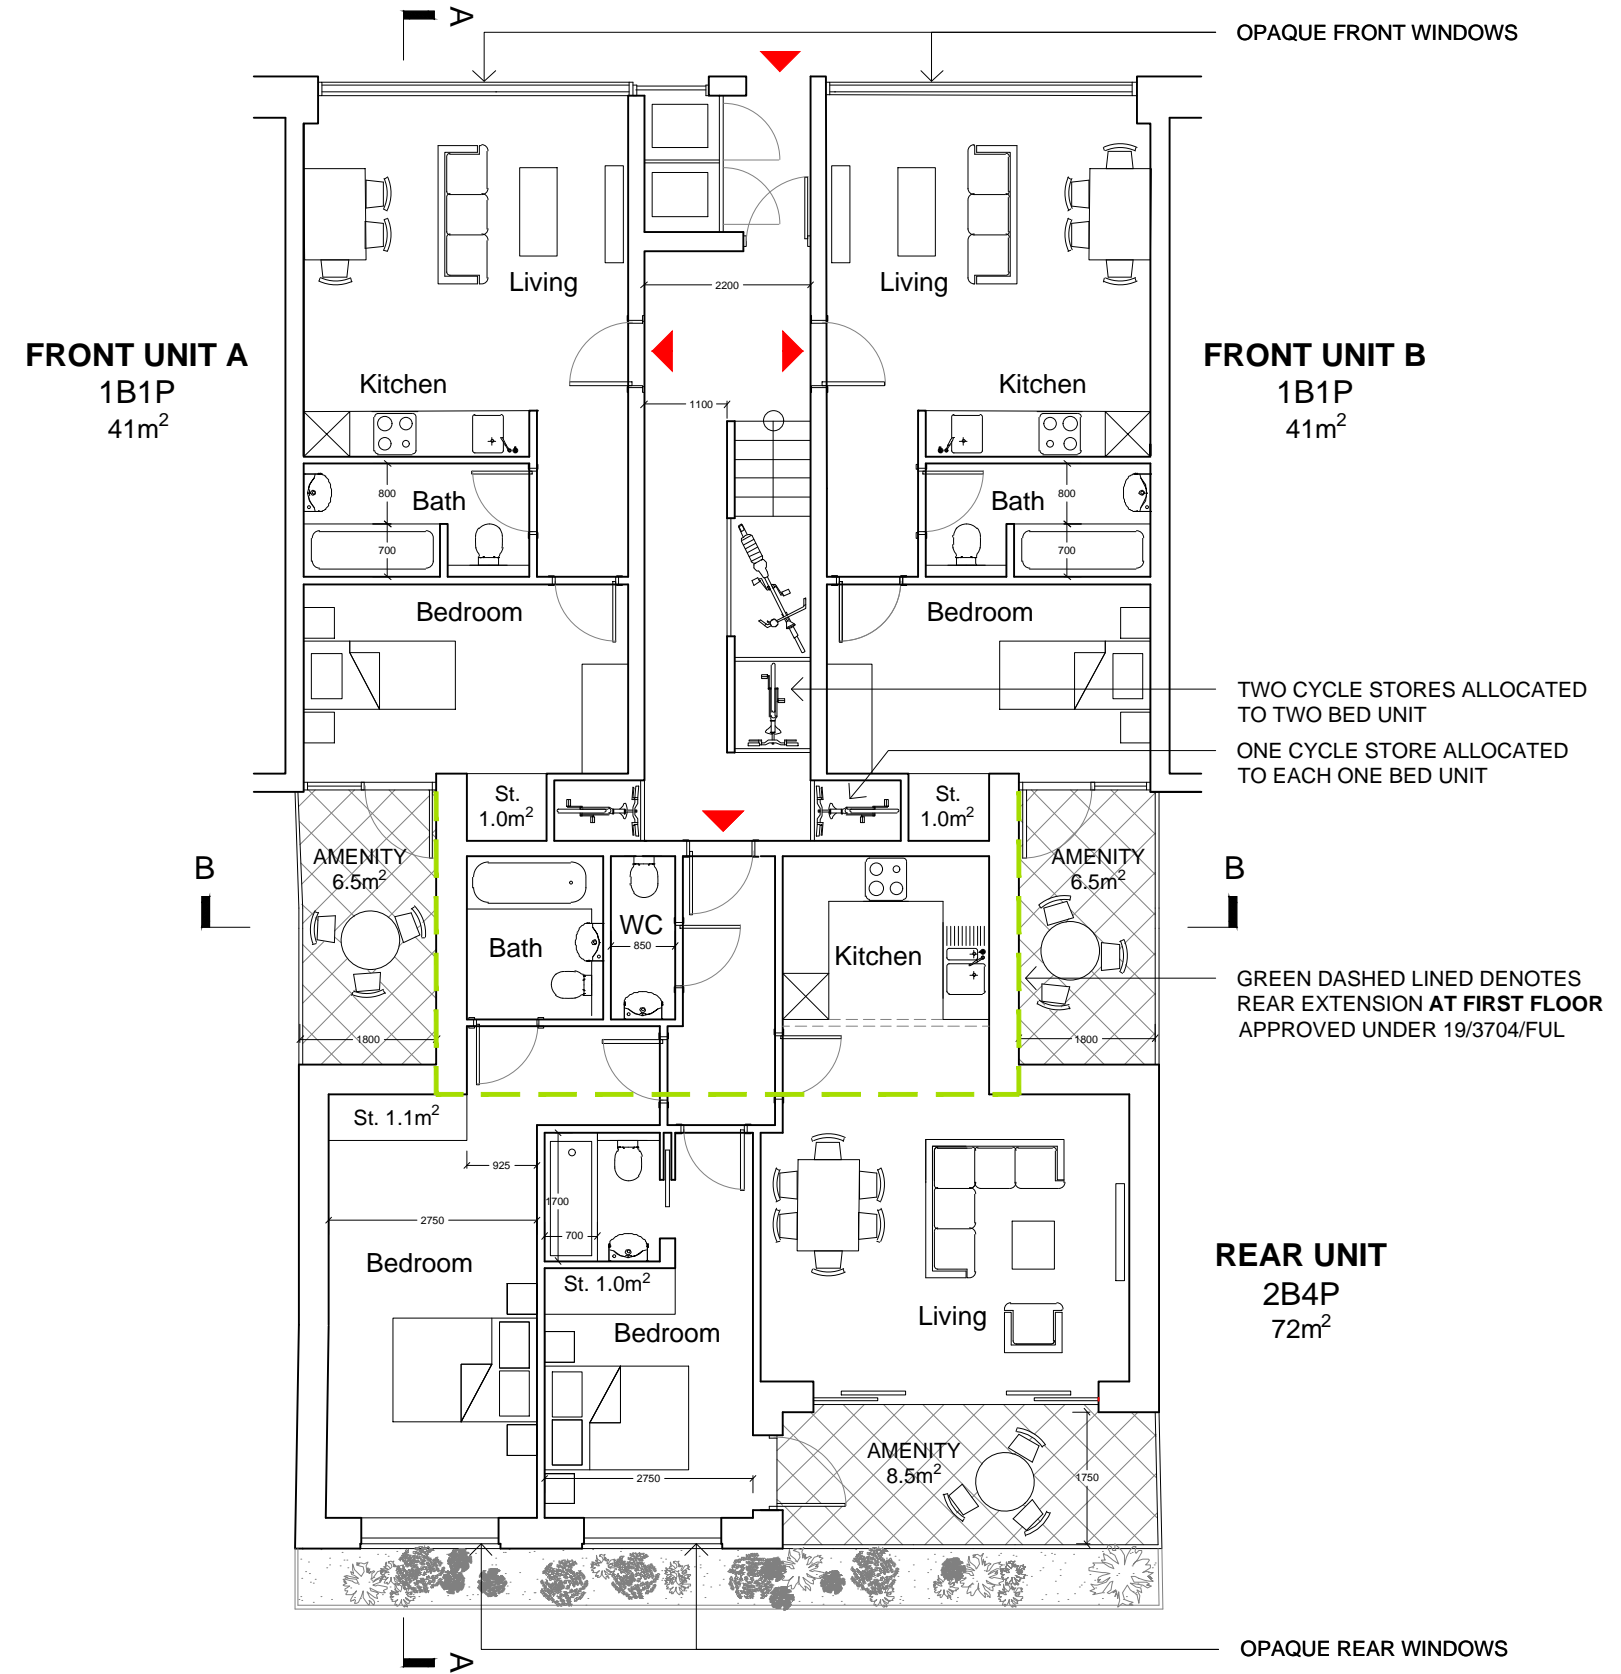 A
OPAQUE FRONT WINDOWS
Living
2200
Living
FRONT UNIT A
1B1P
41m²
Kitchen
1100
Kitchen
FRONT UNIT B
1B1P
41m²
800
Bath
700
Bath
800
700
Bedroom
Bedroom
TWO CYCLE STORES ALLOCATED
TO TWO BED UNIT
ONE CYCLE STORE ALLOCATED
TO EACH ONE BED UNIT
St.
1.0m²
St.
1.0m²
B
AMENITY
6.5m²
AMENITY
6.5m²
B
Bath
WC
850
Kitchen
GREEN DASHED LINED DENOTES
REAR EXTENSION AT FIRST FLOOR
APPROVED UNDER 19/3704/FUL
1800
1800
St. 1.1m²
925
1700
700
2750
Bedroom
St. 1.0m²
Bedroom
Living
REAR UNIT
2B4P
72m²
AMENITY
8.5m²
2750
1750
OPAQUE REAR WINDOWS
A